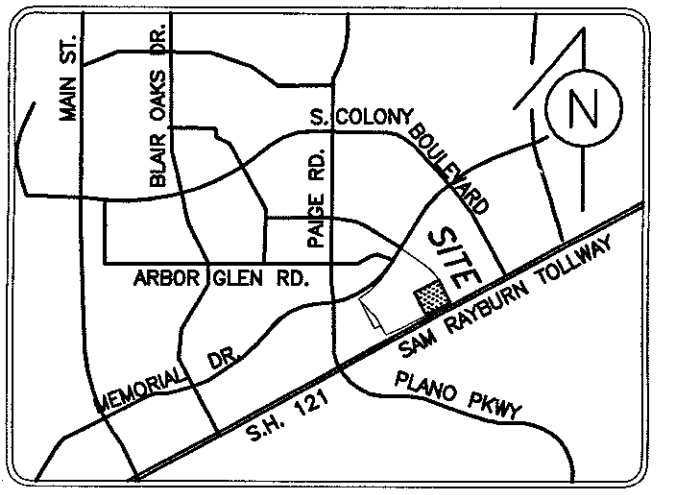 MAIN ST.
BLAIR OAKS DR.
S. COLONY
BOULEVARD
PAIGE RD.
N
SITE
ARBOR GLEN RD.
SAM RAYBURN TOLLWAY
MEMORIAL DR.
S.H. 121
PLANO PKWY